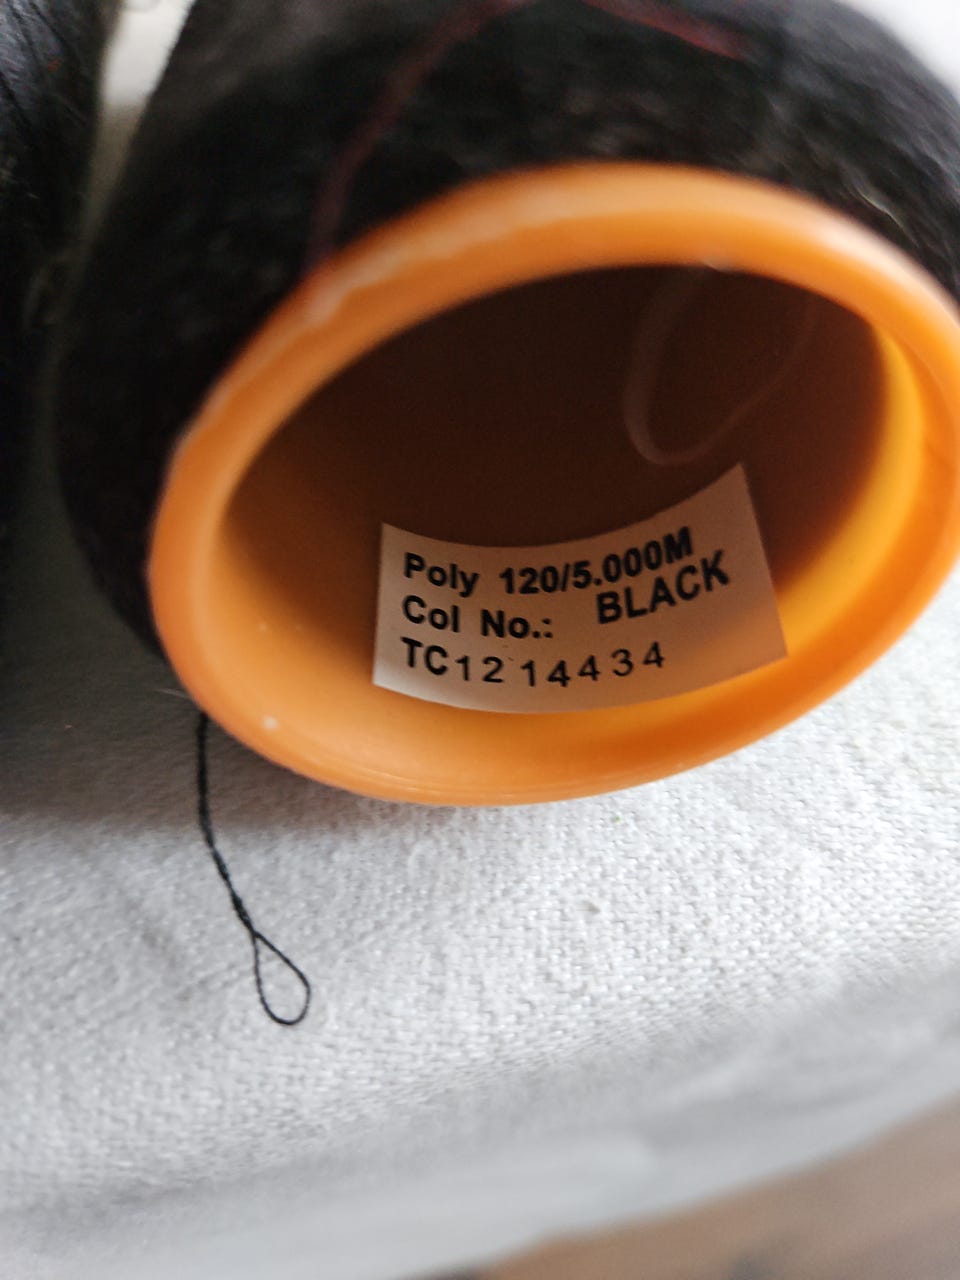 Poly 120/5.000M
Col No.: BLACK
TC12 14434